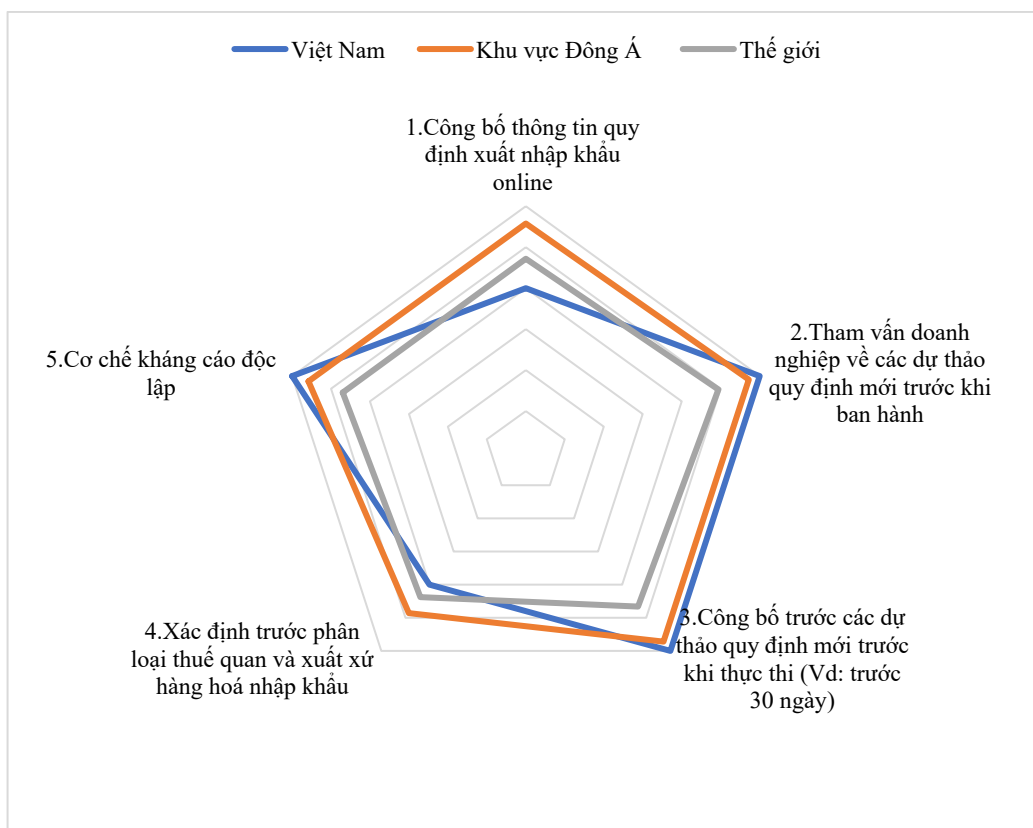 Việt Nam Khu vực Đông Á Thế giới
1.Công bố thông tin quy
định xuất nhập khẩu
online
2.Tham vấn doanh
nghiệp về các dự thảo
quy định mới trước khi
ban hành
3.Công bố trước các dự
thảo quy định mới trước
khi thực thi (Vd: trước
30 ngày)
4.Xác định trước phân
loại thuế quan và xuất xứ
hàng hoá nhập khẩu
5.Cơ chế kháng cáo độc
lập